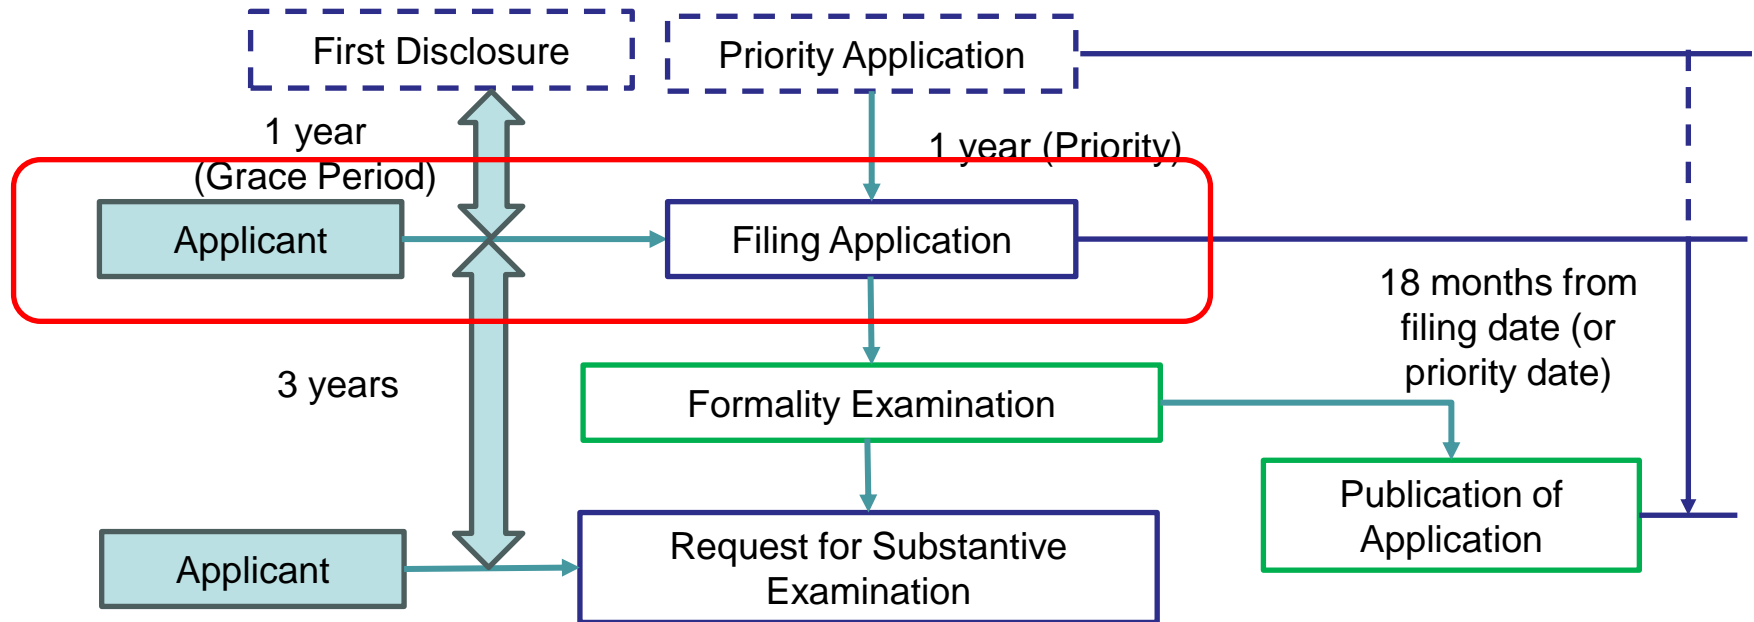 First Disclosure
Priority Application
1 year
(Grace Period)
1 year (Priority)
Applicant
Filing Application
18 months from
filing date (or
priority date)
3 years
Formality Examination
Publication of
Application
Applicant
Request for Substantive
Examination